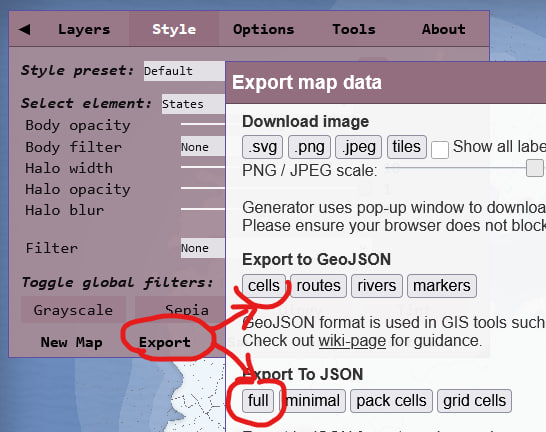 ◀ Layers Style Options Tools About
Style preset: Default
Select element: States
Body opacity
Body filter None
Halo width
Halo opacity
Halo blur
Filter None
Toggle global filters:
Grayscale Sepia
New Map Export
Export map data
Download image
.svg .png .jpeg tiles Show all labe
PNG / JPEG scale:
Generator uses pop-up window to downloa
Please ensure your browser does not block
Export to GeoJSON
cells routes rivers markers
GeoJSON format is used in GIS tools such
Check out wiki-page for guidance.
Export To JSON
full minimal pack cells grid cells